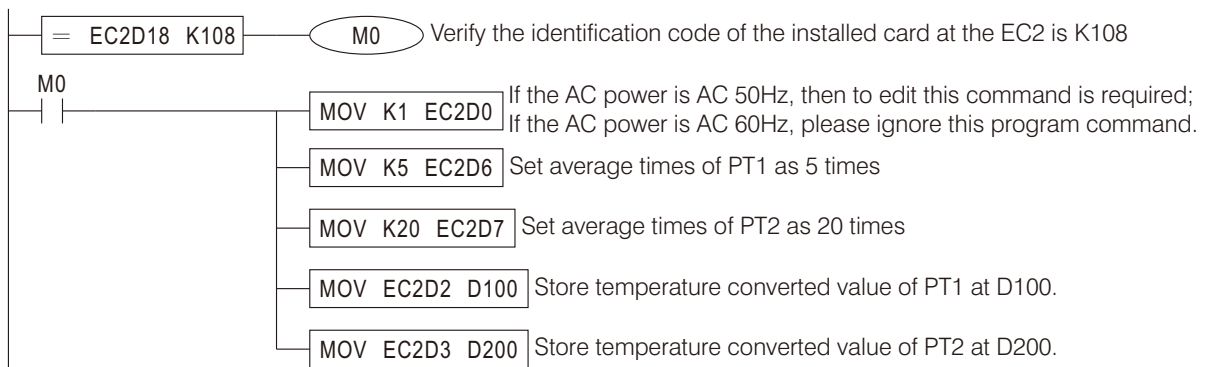 = EC2D18 K108 M0 Verify the identification code of the installed card at the EC2 is K108
M0
MOV K1 EC2D0 If the AC power is AC 50Hz, then to edit this command is required;
If the AC power is AC 60Hz, please ignore this program command.
MOV K5 EC2D6 Set average times of PT1 as 5 times
MOV K20 EC2D7 Set average times of PT2 as 20 times
MOV EC2D2 D100 Store temperature converted value of PT1 at D100.
MOV EC2D3 D200 Store temperature converted value of PT2 at D200.